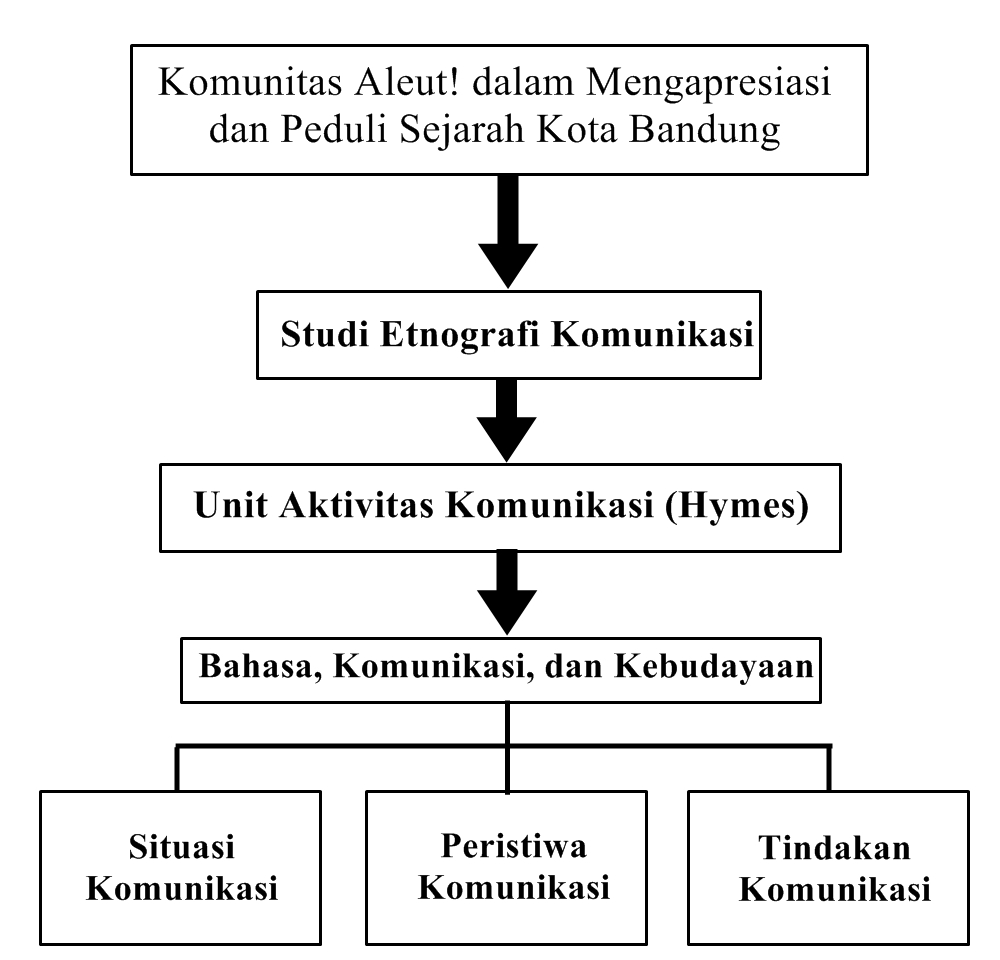 Komunitas Aleut! dalam Mengapresiasi
dan Peduli Sejarah Kota Bandung
Studi Etnografi Komunikasi
Unit Aktivitas Komunikasi (Hymes)
Bahasa, Komunikasi, dan Kebudayaan
Situasi
Komunikasi
Peristiwa
Komunikasi
Tindakan
Komunikasi